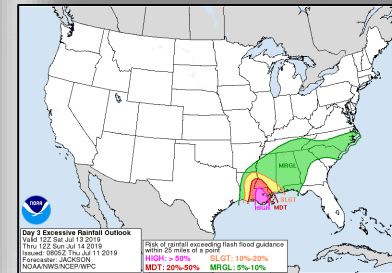 MRGL
SLGT
HIGH MDT
NOAA
Day 3 Excessive Rainfall Outlook
Valid 12Z Sat Jul 13 2019
Thru 12Z Sun Jul 14 2019
Issued: 0805Z Thu Jul 11 2019
Forecaster: JACKSON
NOAA/NWS/NCEP/WPC
Risk of rainfall exceeding flash flood guidance
within 25 miles of a point
HIGH: > 50% SLGT: 10%-20%
MDT: 20%-50% MRGL: 5%-10%